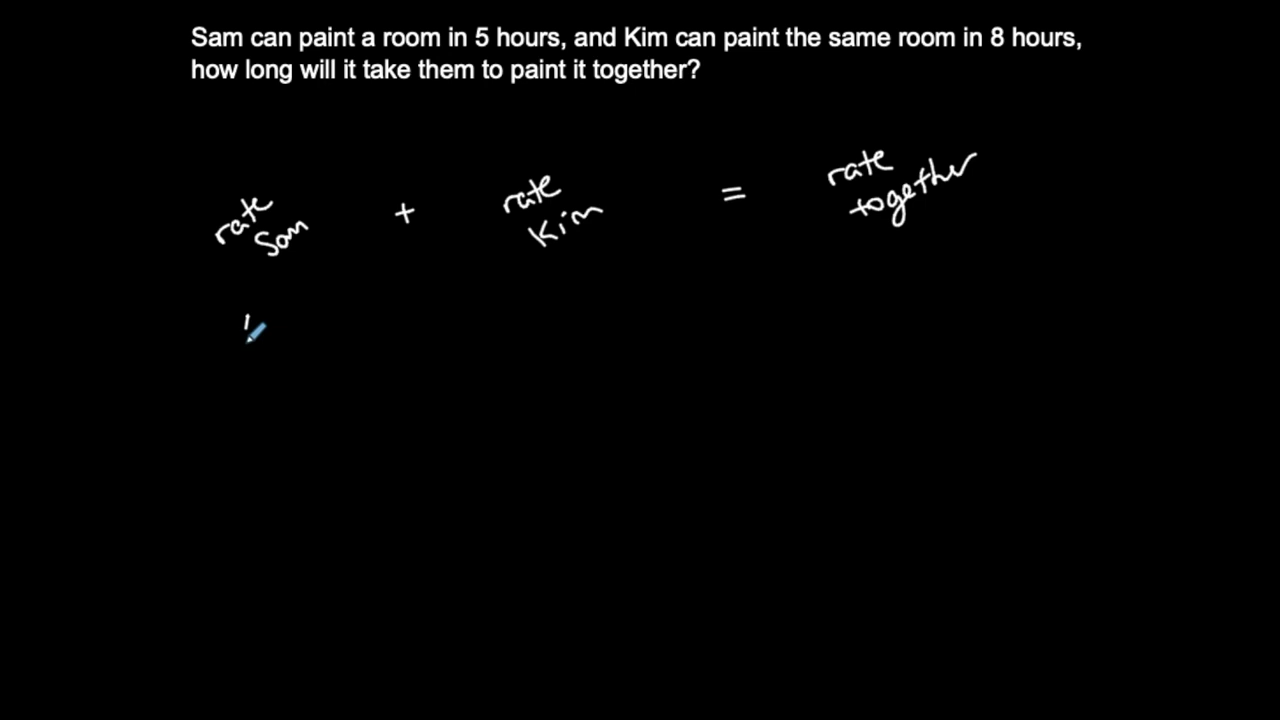 Sam can paint a room in 5 hours, and Kim can paint the same room in 8 hours,
how long will it take them to paint it together?
rate + rate = rate
Sam Kim together
1